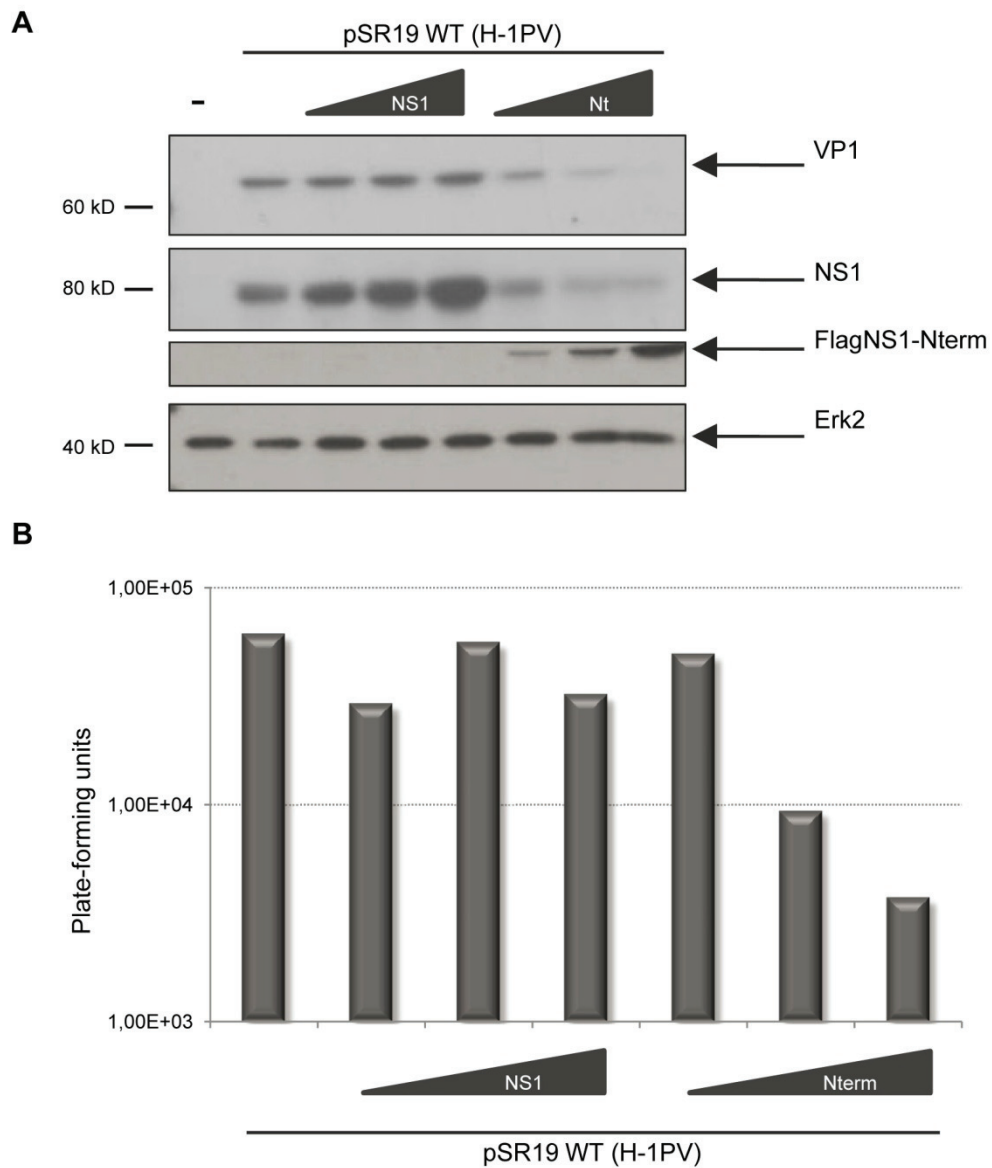 A
pSR19 WT (H-1PV)
-
NS1
Nt
VP1
60 kD
80 kD
NS1
FlagNS1-Nterm
40 kD
Erk2
B
1,00E+05
1,00E+04
1,00E+03
Plate-forming units
NS1
Nterm
pSR19 WT (H-1PV)